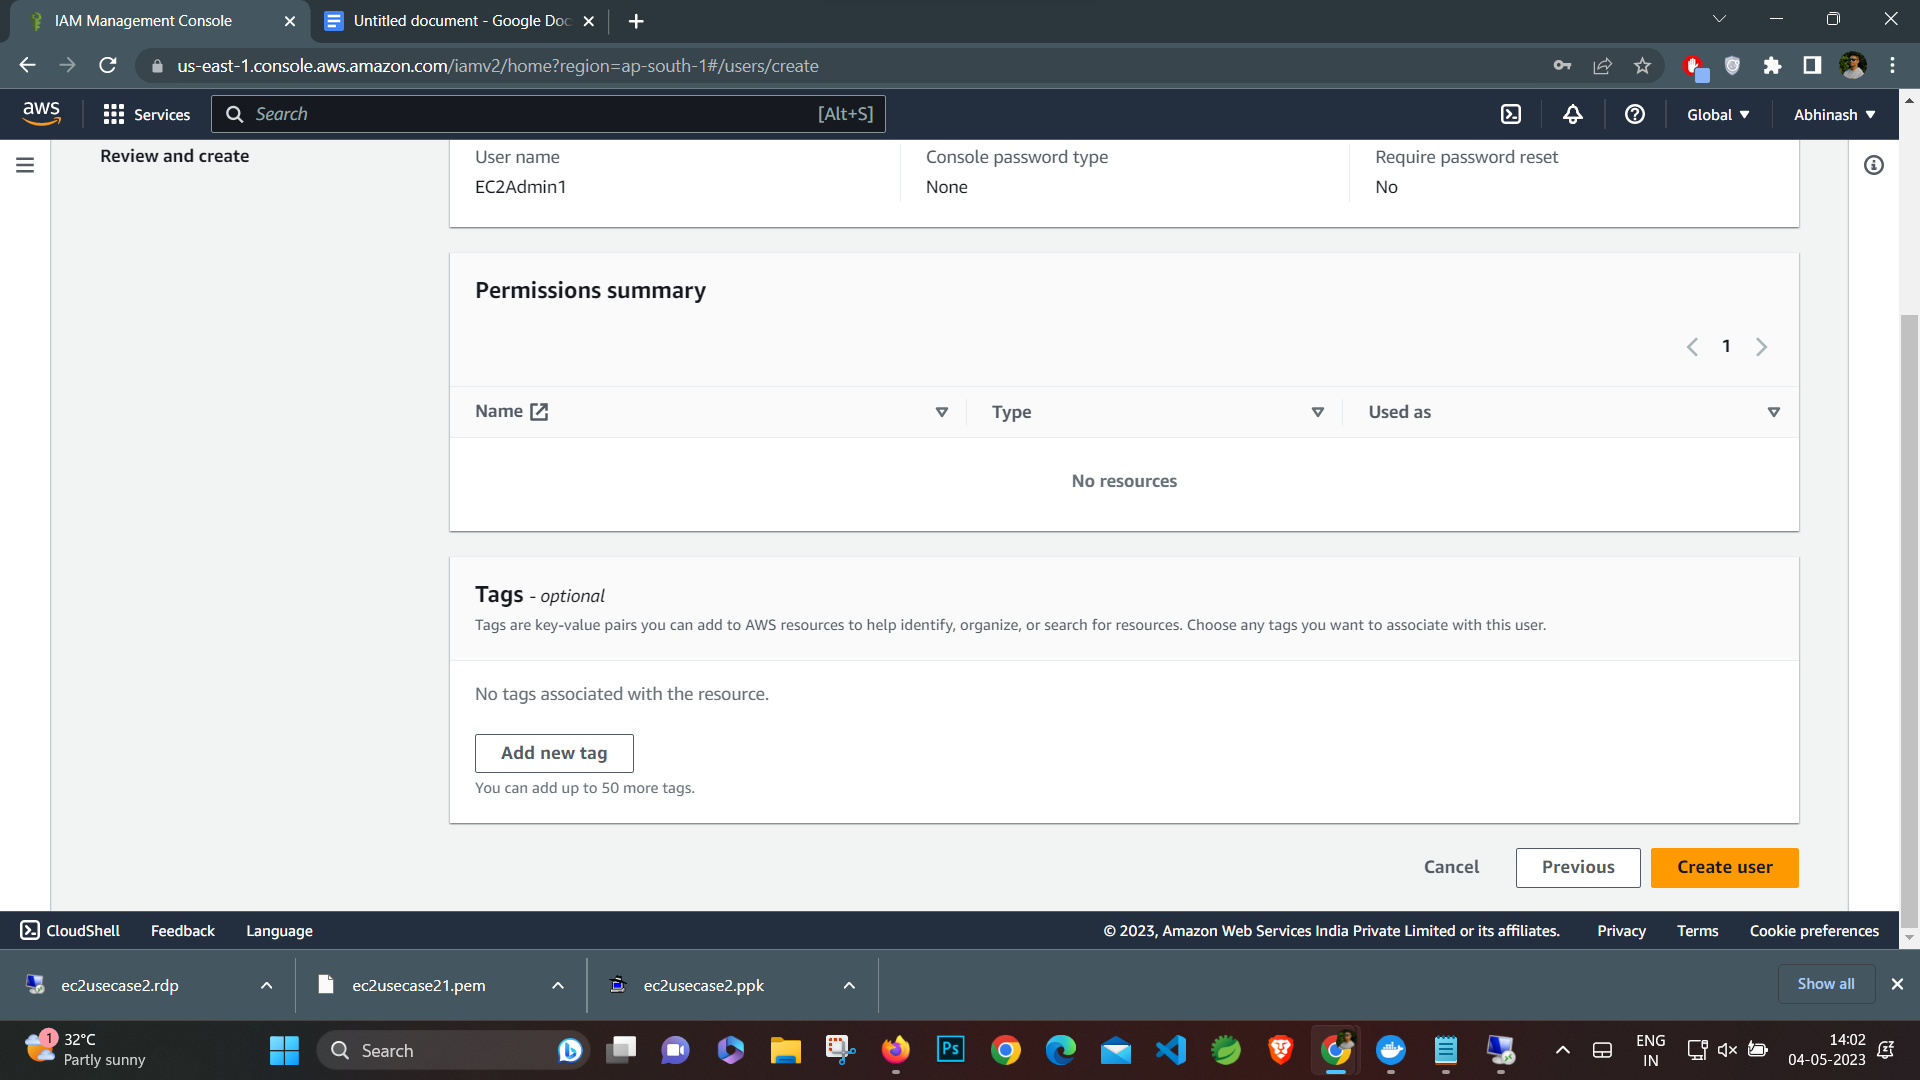 IAM Management Console
Untitled document - Google Doc
us-east-1.console.aws.amazon.com/iamv2/home?region=ap-south-1#/users/create
aws
Services
Search
[Alt+S]
Global
Abhinash
Review and create
User name
Console password type
Require password reset
EC2Admin1
None
No
Permissions summary
1
Name
Type
Used as
No resources
Tags - optional
Tags are key-value pairs you can add to AWS resources to help identify, organize, or search for resources. Choose any tags you want to associate with this user.
No tags associated with the resource.
Add new tag
You can add up to 50 more tags.
Cancel
Previous
Create user
CloudShell
Feedback
Language
© 2023, Amazon Web Services India Private Limited or its affiliates.
Privacy
Terms
Cookie preferences
ec2usecase2.rdp
ec2usecase21.pem
ec2usecase2.ppk
Show all
1
32°C
Partly sunny
Search
Ps
ENG
IN
14:02
04-05-2023